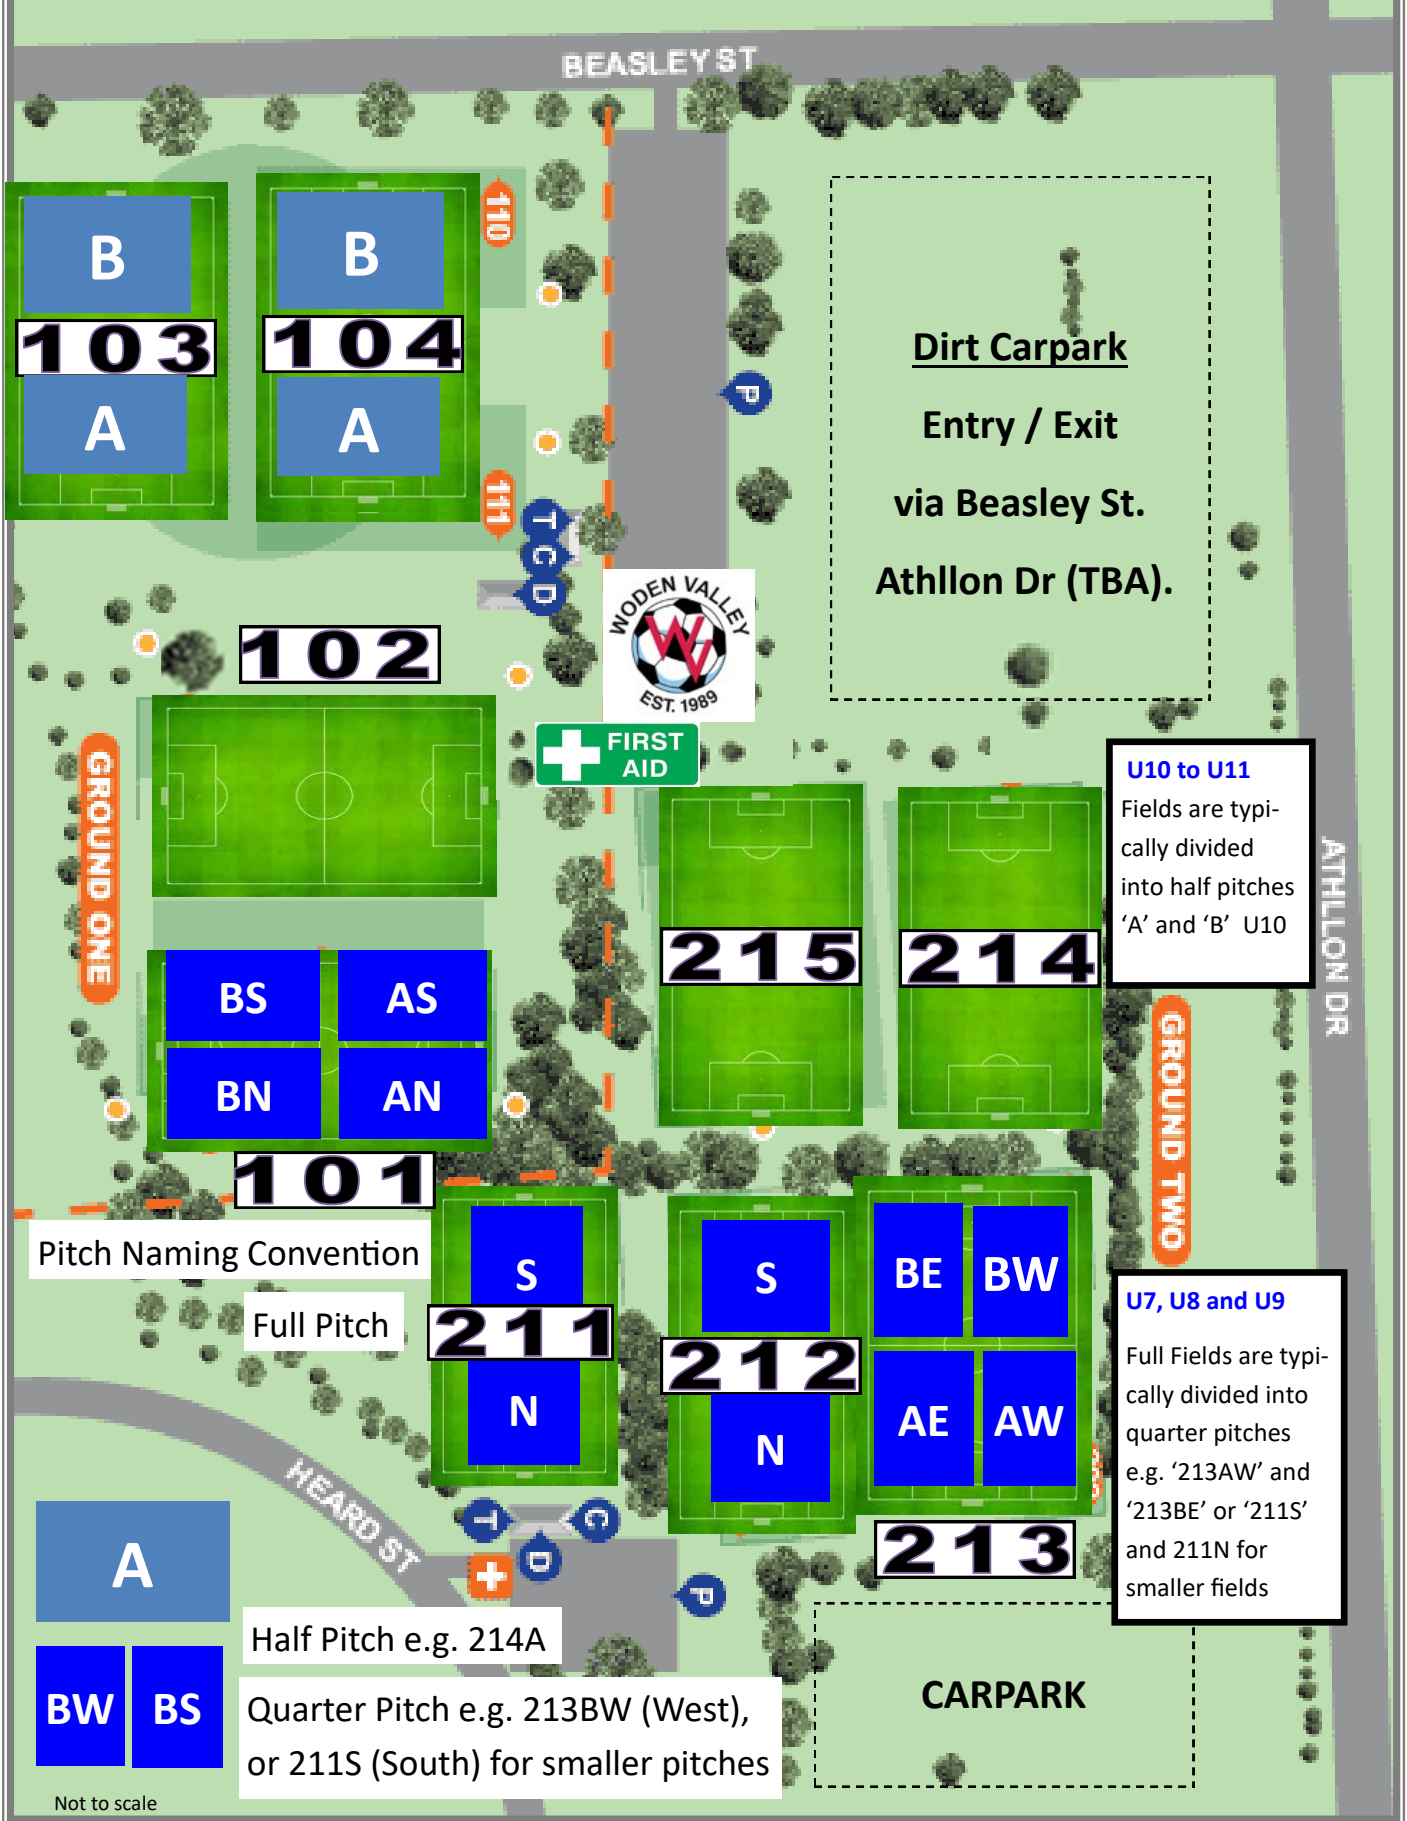 BEASLEY ST
B
B
110
103
104
A
A
111
P
Dirt Carpark
Entry / Exit
via Beasley St.
Athllon Dr (TBA).
T
C
D
WODEN VALLEY
WV
EST. 1989
102
FIRST
AID
GROUND ONE
U10 to U11
Fields are typi-
cally divided
into half pitches
‘A’ and ‘B’ U10
ATHLLON DR
215
214
BS
AS
BN
AN
101
GROUND TWO
Pitch Naming Convention
Full Pitch
S
211
N
S
212
N
BE
BW
AE
AW
213
U7, U8 and U9
Full Fields are typi-
cally divided into
quarter pitches
e.g. ‘213AW’ and
‘213BE’ or ‘211S’
and 211N for
smaller fields
HEARD ST
T
C
D
P
A
Half Pitch e.g. 214A
BW
BS
Quarter Pitch e.g. 213BW (West),
or 211S (South) for smaller pitches
CARPARK
Not to scale